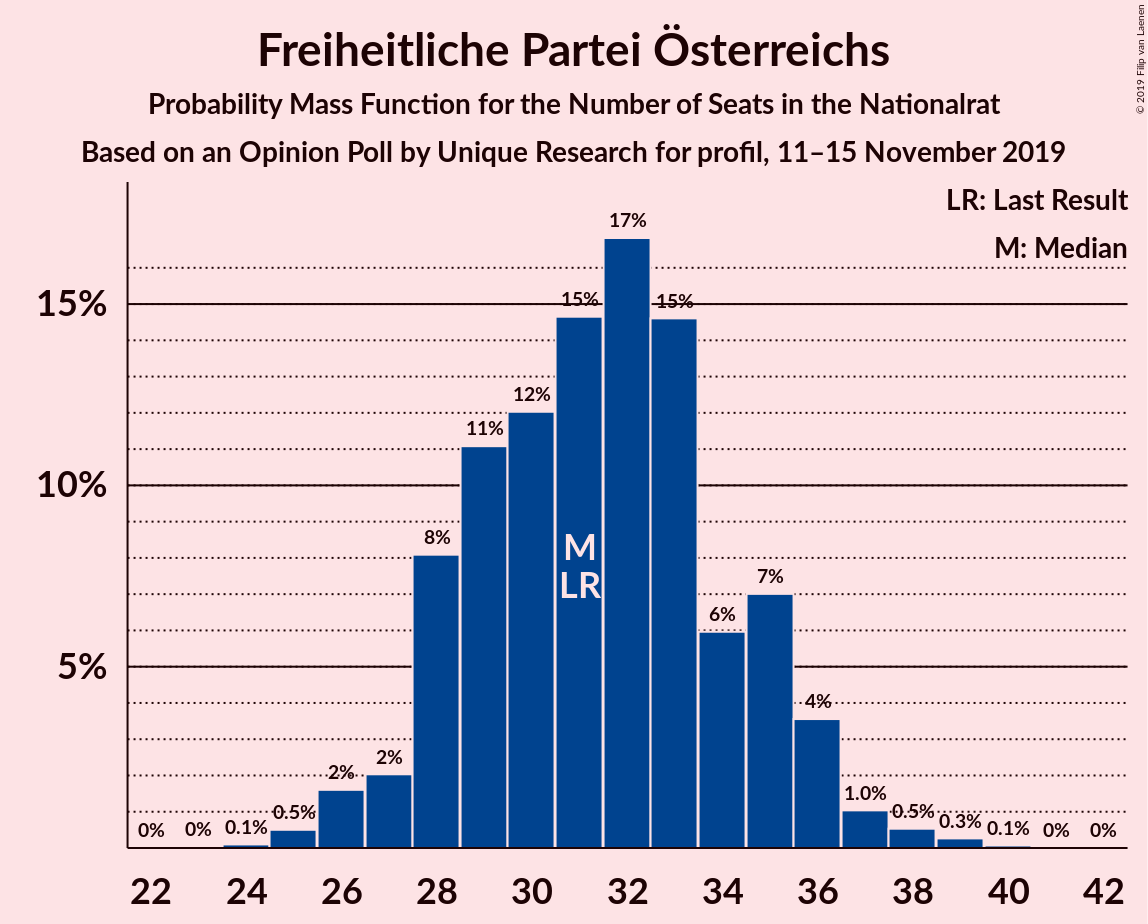 Freiheitliche Partei Österreichs
Probability Mass Function for the Number of Seats in the Nationalrat
Based on an Opinion Poll by Unique Research for profil, 11–15 November 2019
© 2019 Filip van Laenen
LR: Last Result
M: Median
15%
10%
5%
0%
0%
0.1%
0.5%
2%
2%
8%
11%
12%
15%
17%
15%
6%
7%
4%
1.0%
0.5%
0.3%
0.1%
0%
0%
M
LR
22 24 26 28 30 32 34 36 38 40 42